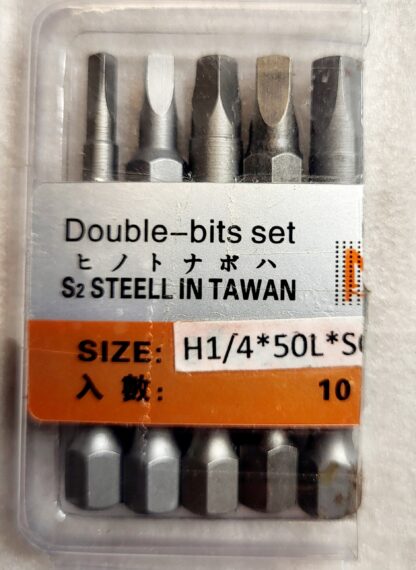 Double-bits set
ヒ ノ ト ナ ボ ハ
S2 STEELL IN TAWAN
SIZE: H1/4*50L*S
入 數: 10